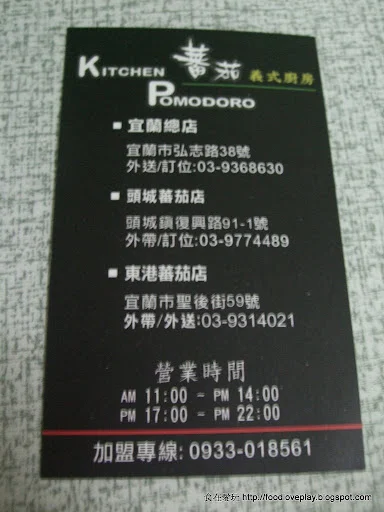 KITCHEN 蕃茄 義式廚房
POMODORO
宜蘭總店
宜蘭市弘志路38號
外送/訂位:03-9368630
頭城蕃茄店
頭城鎮復興路91-1號
外帶/訂位:03-9774489
東港蕃茄店
宜蘭市聖後街59號
外帶/外送:03-9314021
營業時間
AM 11:00 - PM 14:00
PM 17:00 - PM 22:00
加盟專線: 0933-018561
食在愛玩 http://foodiloveplay.blogspot.com